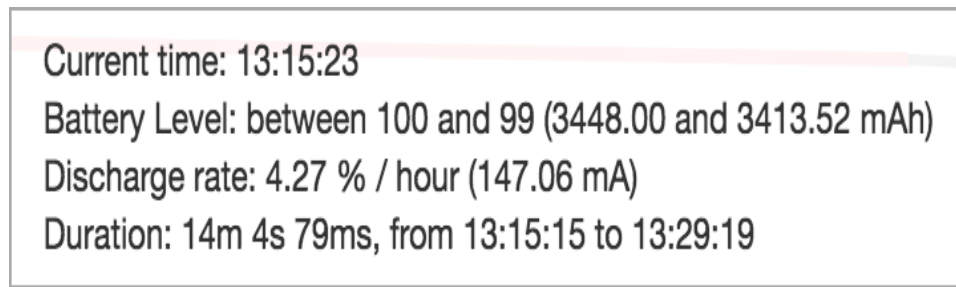 Current time: 13:15:23
Battery Level: between 100 and 99 (3448.00 and 3413.52 mAh)
Discharge rate: 4.27 % / hour (147.06 mA)
Duration: 14m 4s 79ms, from 13:15:15 to 13:29:19